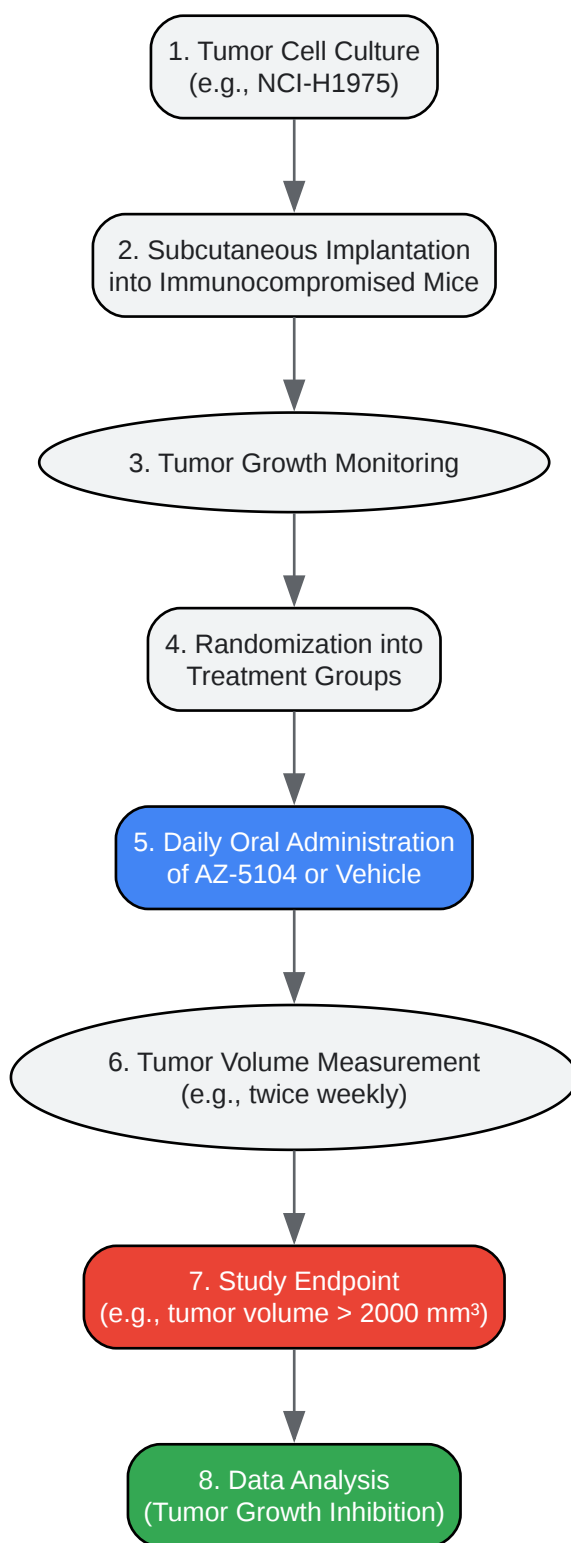 1. Tumor Cell Culture
(e.g., NCI-H1975)
2. Subcutaneous Implantation
into Immunocompromised Mice
3. Tumor Growth Monitoring
4. Randomization into
Treatment Groups
5. Daily Oral Administration
of AZ-5104 or Vehicle
6. Tumor Volume Measurement
(e.g., twice weekly)
7. Study Endpoint
(e.g., tumor volume > 2000 mm³)
8. Data Analysis
(Tumor Growth Inhibition)